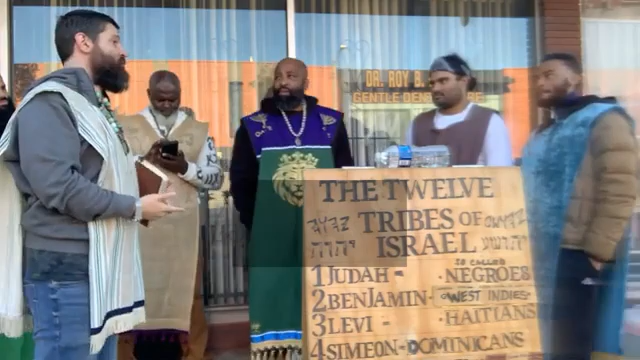 DR. ROY B.
GENTLE
THE TWELVE
TRIBES OF
יהוה ISRAEL
SO CALLED
1 JUDAH - · NEGROES
2 BENJAMIN - · WEST INDIES
3 LEVI - · HAITIANS
4 SIMEON - DOMINICANS